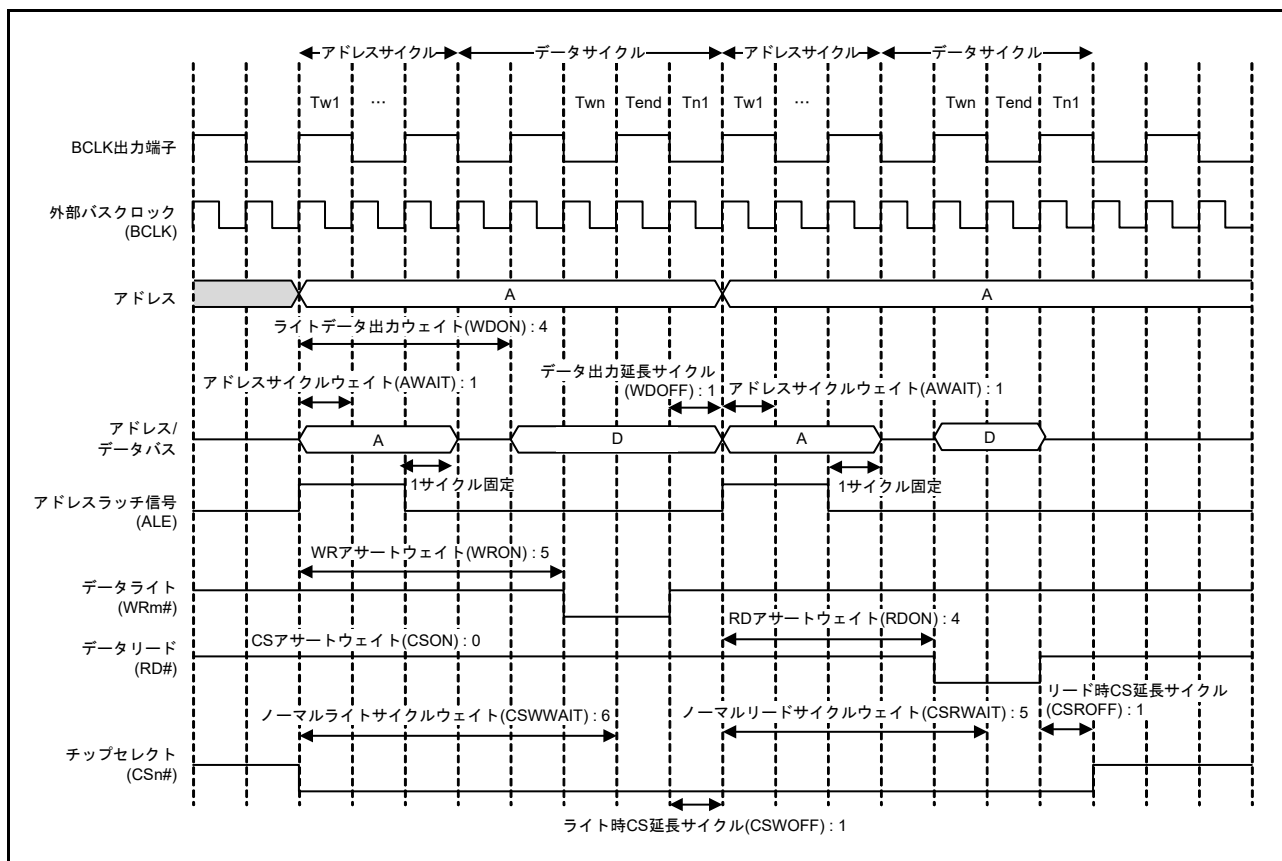 アドレスサイクル データサイクル アドレスサイクル データサイクル
Tw1 … Twn Tend Tn1 Tw1 … Twn Tend Tn1
BCLK出力端子
外部バスクロック
(BCLK)
アドレス
A A
ライトデータ出力ウェイト(WDON) : 4
アドレスサイクルウェイト(AWAIT) : 1
データ出力延長サイクル
(WDOFF) : 1
アドレスサイクルウェイト(AWAIT) : 1
アドレス/
データバス
A D A D
1サイクル固定 1サイクル固定
アドレスラッチ信号
(ALE)
WRアサートウェイト(WRON) : 5
データライト
(WRm#)
RDアサートウェイト(RDON) : 4
CSアサートウェイト(CSON) : 0
データリード
(RD#)
リード時CS延長サイクル
(CSROFF) : 1
ノーマルライトサイクルウェイト(CSWWAIT) : 6
ノーマルリードサイクルウェイト(CSRWAIT) : 5
チップセレクト
(CSn#)
ライト時CS延長サイクル(CSWOFF) : 1